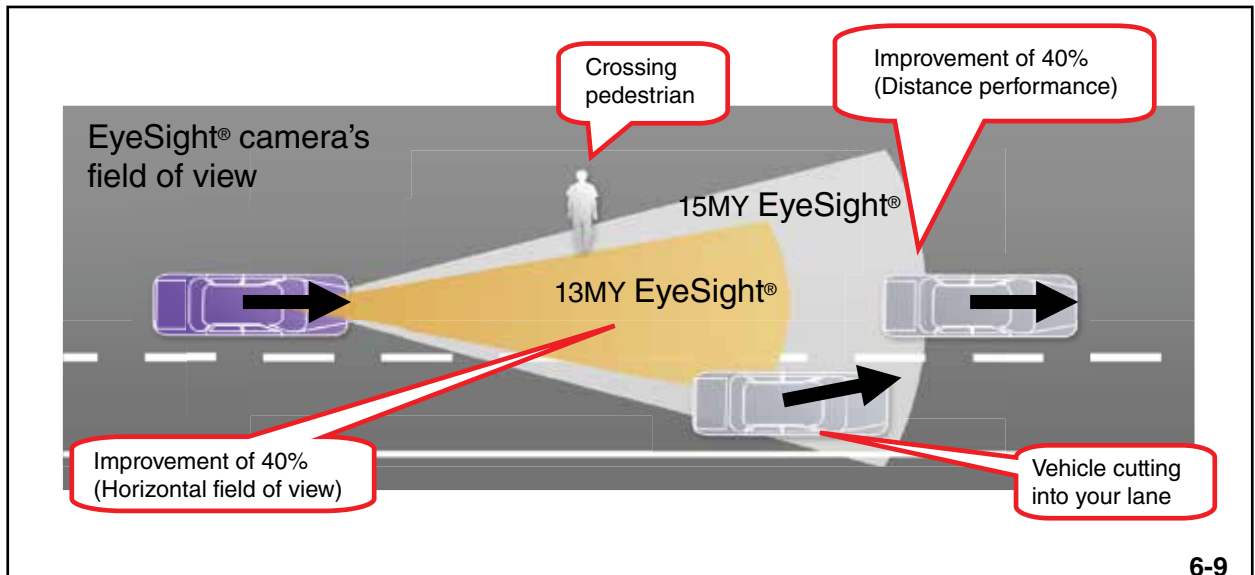 EyeSight® camera's
field of view
Crossing
pedestrian
Improvement of 40%
(Distance performance)
15MY EyeSight®
13MY EyeSight®
Improvement of 40%
(Horizontal field of view)
Vehicle cutting
into your lane
6-9